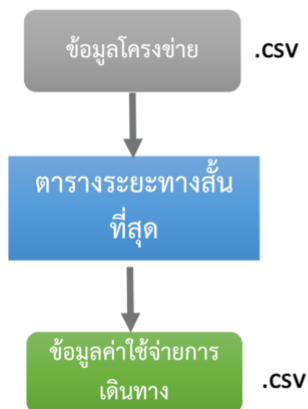 ข้อมูลโครงข่าย .csv
ตารางระยะทางสั้น
ที่สุด
ข้อมูลค่าใช้จ่ายการ
เดินทาง .csv